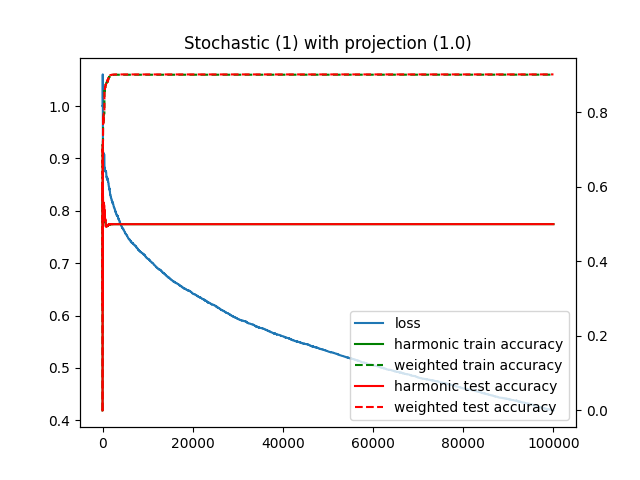 Stochastic (1) with projection (1.0)
1.0
0.9
0.8
0.7
0.6
0.5
0.4
0.8
0.6
0.4
0.2
0.0
loss
harmonic train accuracy
weighted train accuracy
harmonic test accuracy
weighted test accuracy
0 20000 40000 60000 80000 100000